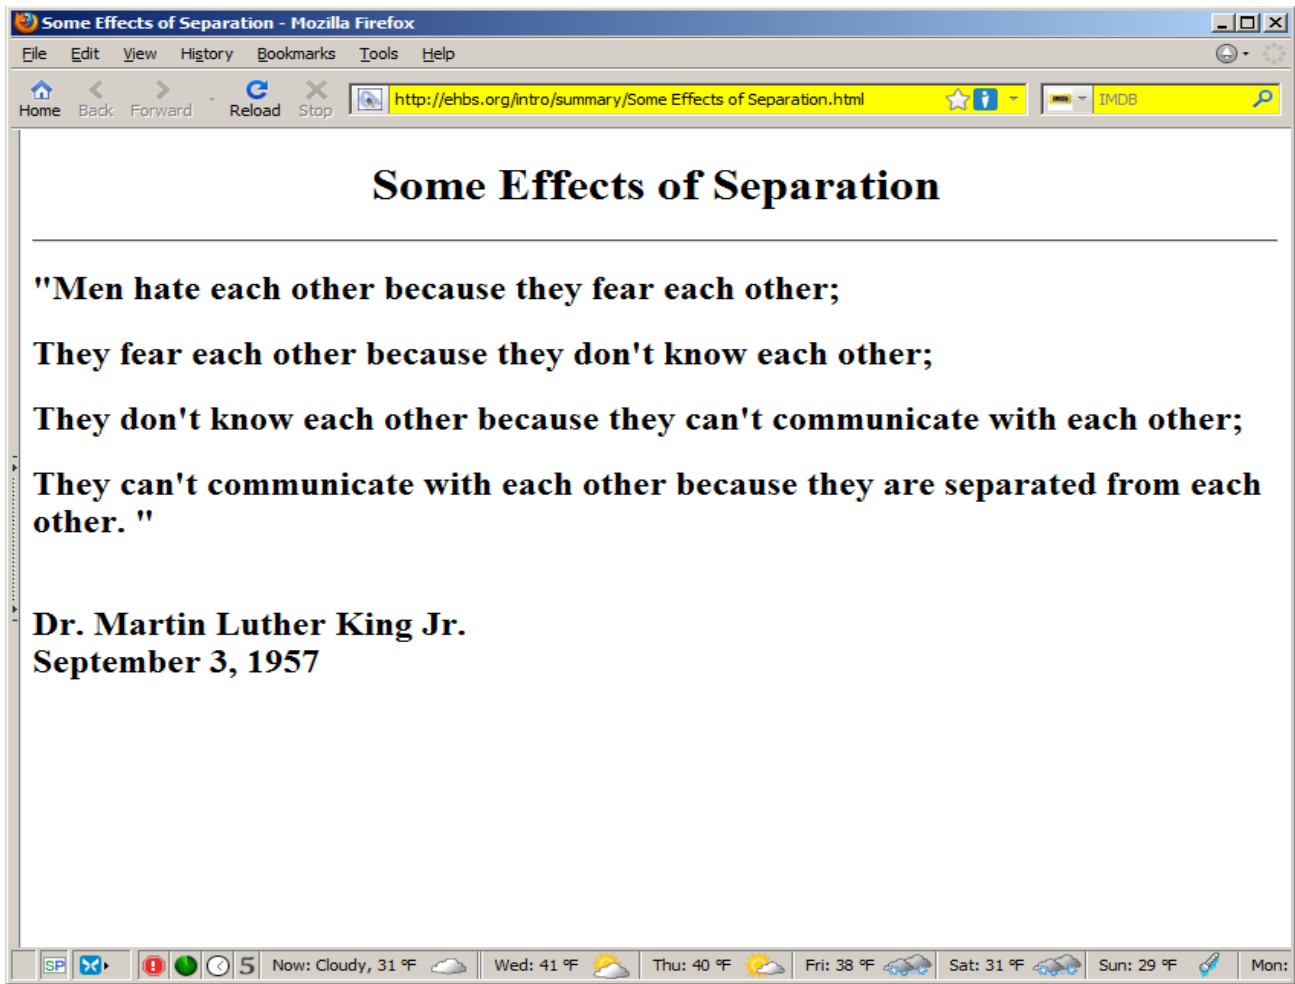 Some Effects of Separation - Mozilla Firefox
File Edit View History Bookmarks Tools Help
Home Back Forward Reload Stop http://ehbs.org/intro/summary/Some Effects of Separation.html IMDB
Some Effects of Separation
"Men hate each other because they fear each other;
They fear each other because they don't know each other;
They don't know each other because they can't communicate with each other;
They can't communicate with each other because they are separated from each
other. "
Dr. Martin Luther King Jr.
September 3, 1957
SP 5 Now: Cloudy, 31 °F Wed: 41 °F Thu: 40 °F Fri: 38 °F Sat: 31 °F Sun: 29 °F Mon: